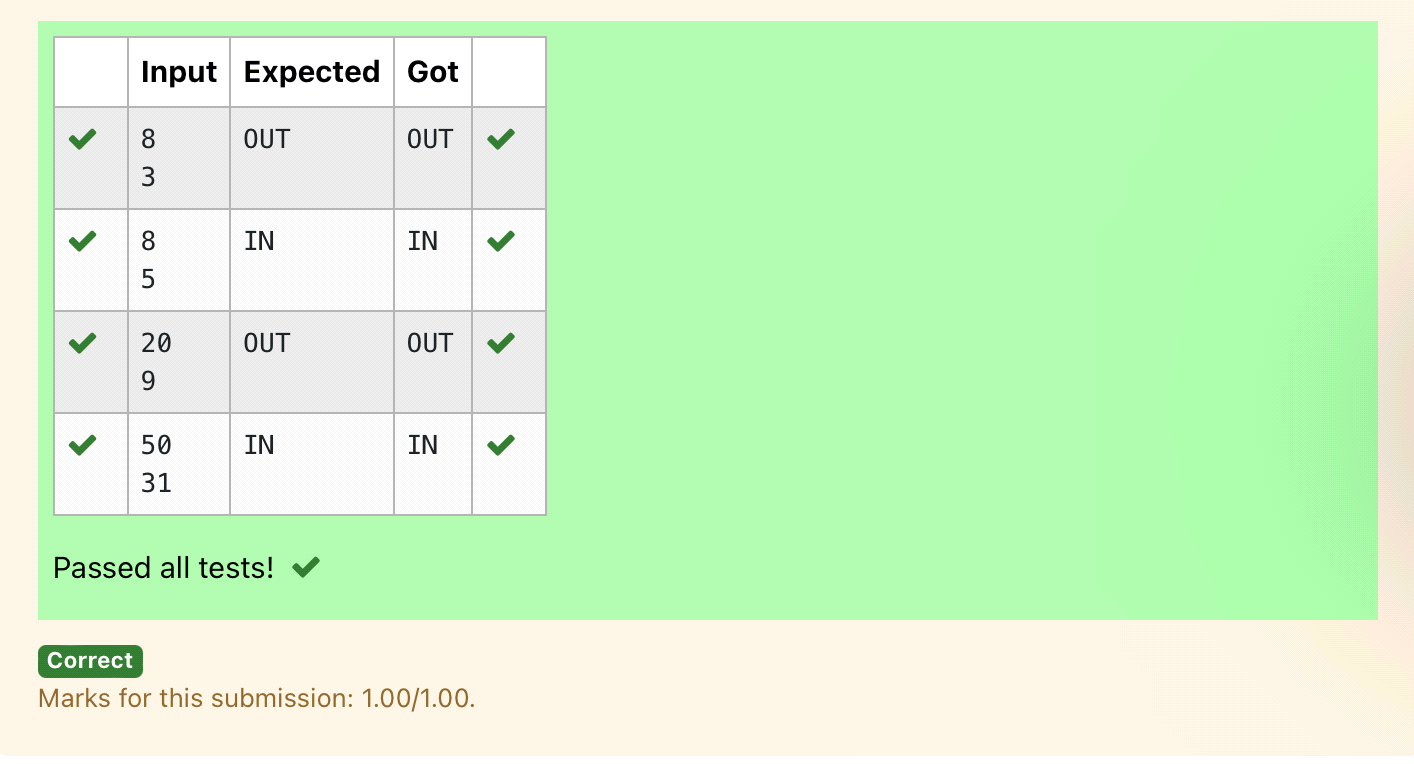 Input Expected Got
8 OUT OUT
3
8 IN IN
5
20 OUT OUT
9
50 IN IN
31
Passed all tests!
Correct
Marks for this submission: 1.00/1.00.